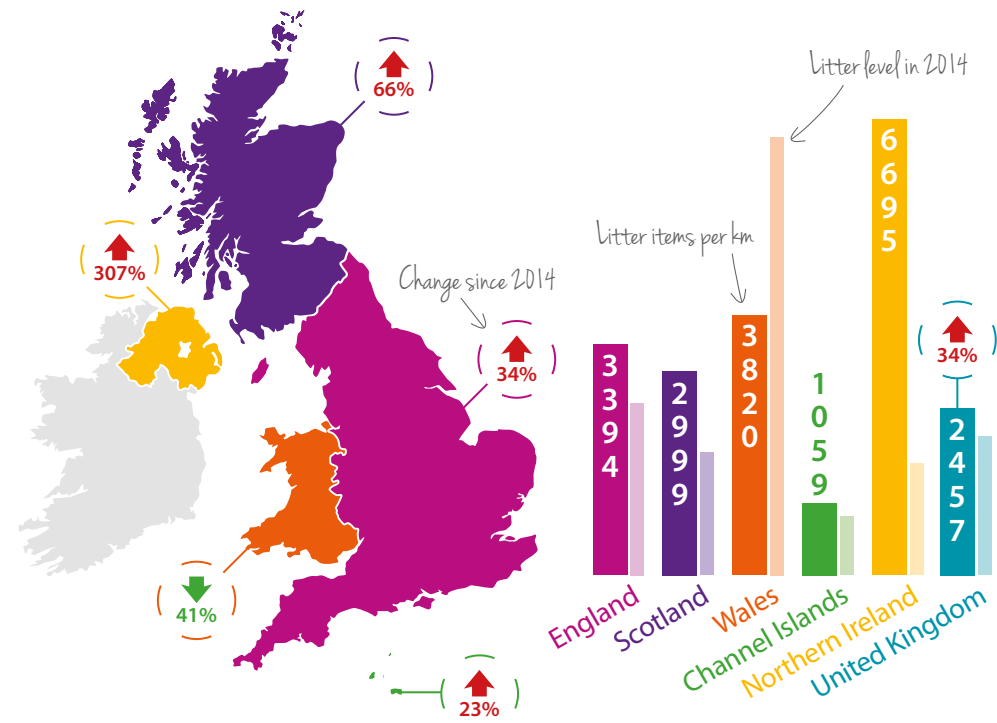 66%
307%
Change since 2014
34%
41%
23%
Litter level in 2014
Litter items per km
3394
2999
3820
1059
6695
34%
2457
England
Scotland
Wales
Channel Islands
Northern Ireland
United Kingdom